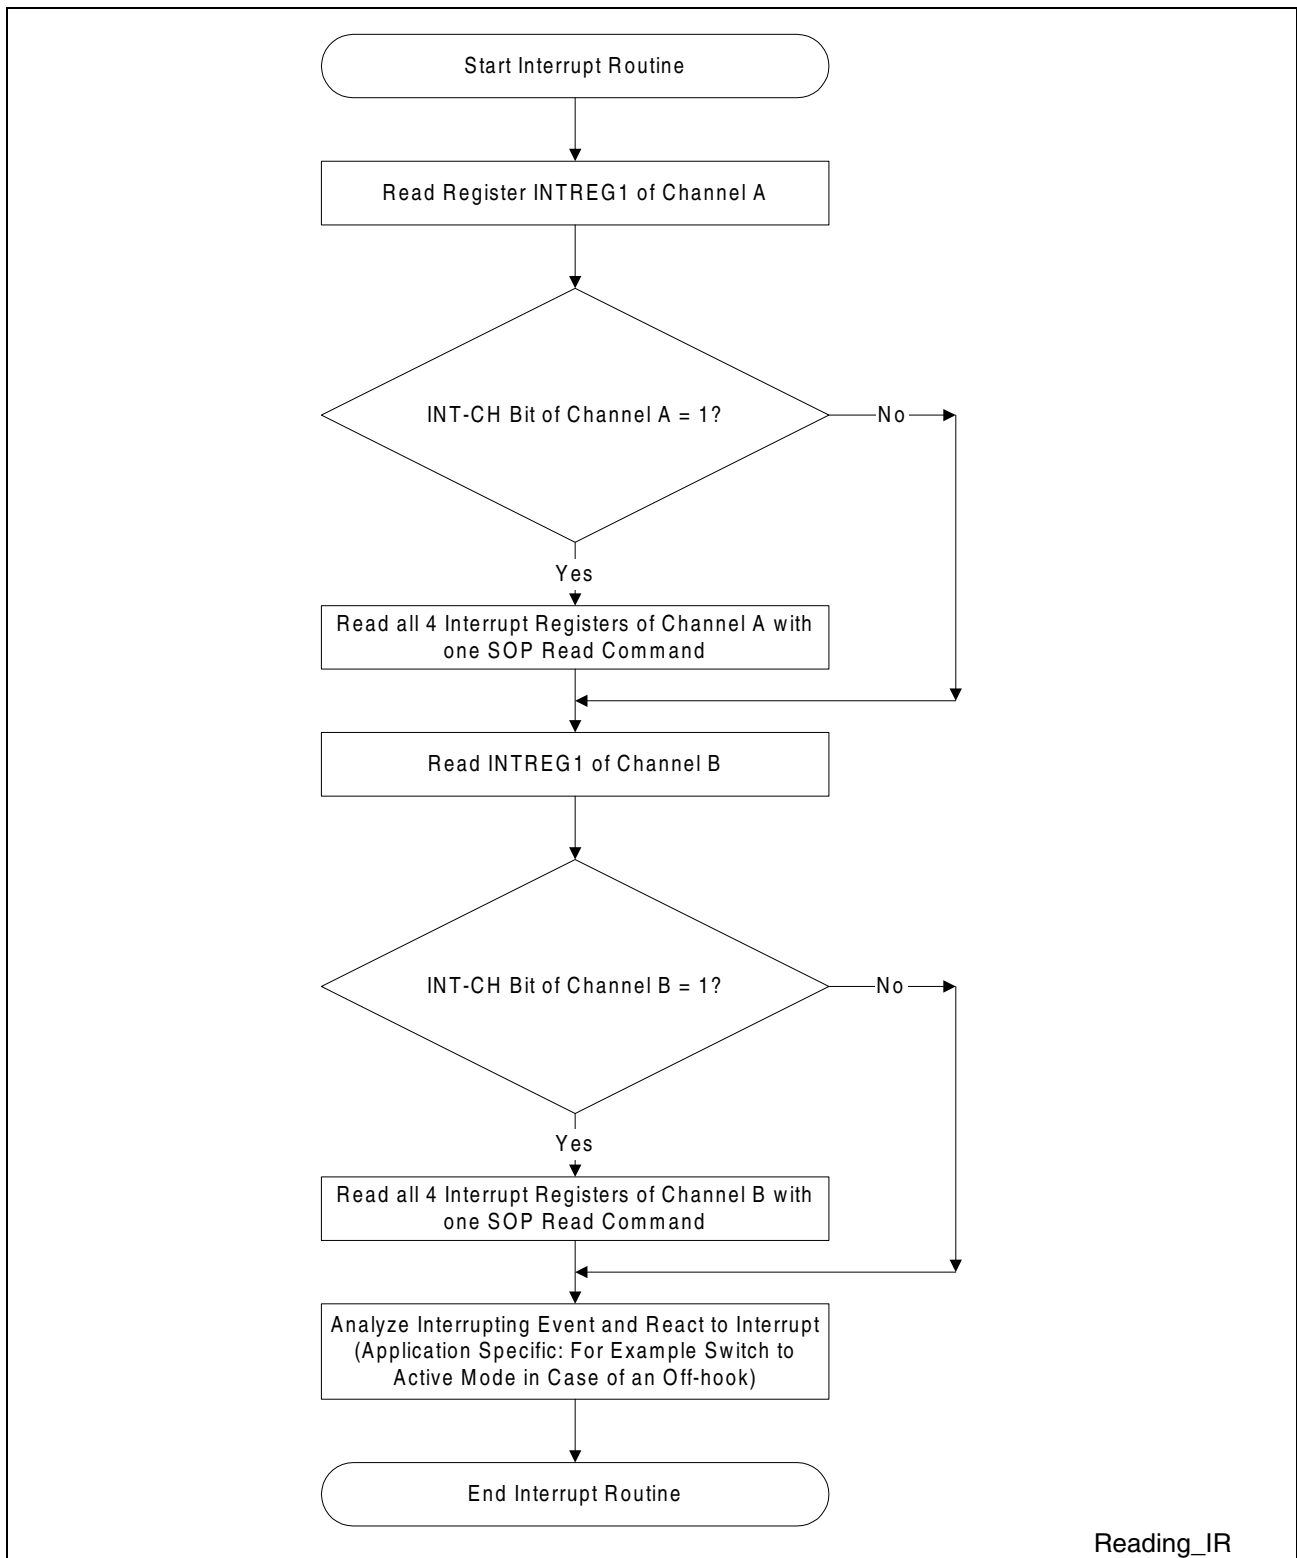 Start Interrupt Routine
Read Register INTREG1 of Channel A
INT-CH Bit of Channel A = 1?
No
Yes
Read all 4 Interrupt Registers of Channel A with
one SOP Read Command
Read INTREG1 of Channel B
INT-CH Bit of Channel B = 1?
No
Yes
Read all 4 Interrupt Registers of Channel B with
one SOP Read Command
Analyze Interrupting Event and React to Interrupt
(Application Specific: For Example Switch to
Active Mode in Case of an Off-hook)
End Interrupt Routine
Reading_IR